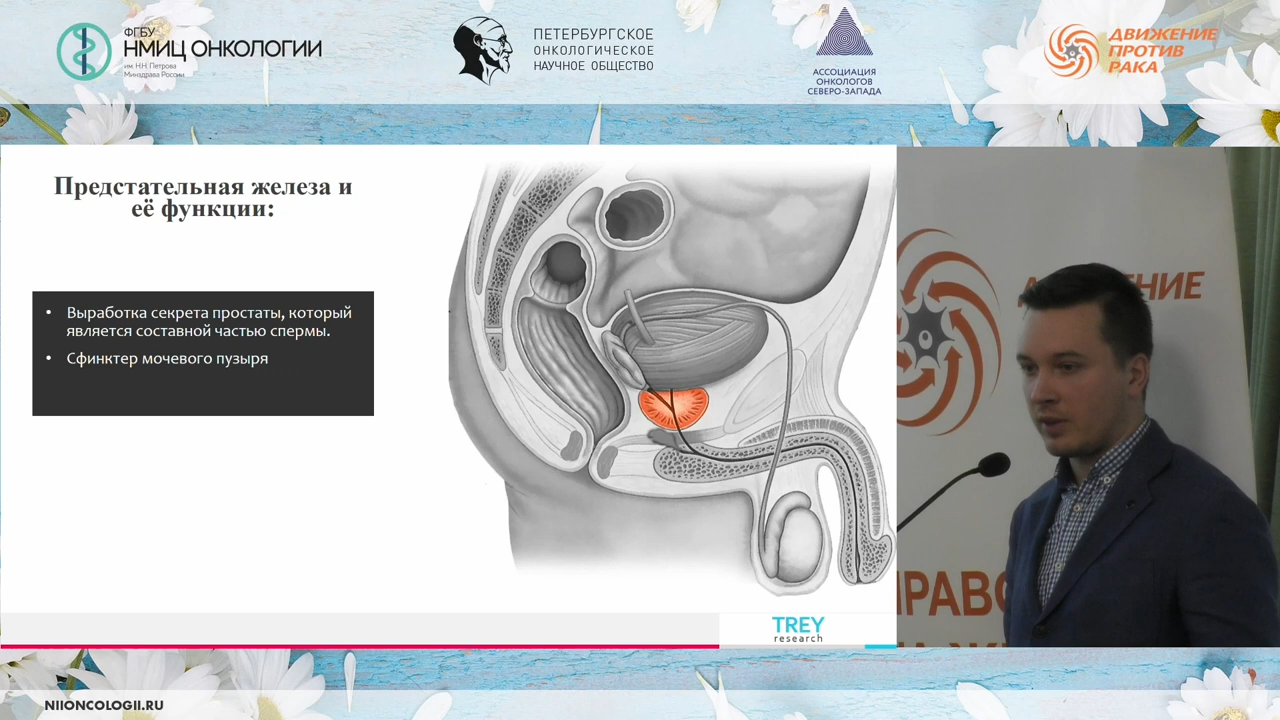 ФГБУ
НМИЦ ОНКОЛОГИИ
им. Н.Н. Петрова
Минздрава России
ПЕТЕРБУРГСКОЕ
ОНКОЛОГИЧЕСКОЕ
НАУЧНОЕ ОБЩЕСТВО
АССОЦИАЦИЯ
ОНКОЛОГОВ
СЕВЕРО-ЗАПАДА
ДВИЖЕНИЕ
ПРОТИВ
РАКА
Предстательная железа и
её функции:
• Выработка секрета простаты, который
является составной частью спермы.
• Сфинктер мочевого пузыря
TREY
research
NIIONCOLOGII.RU